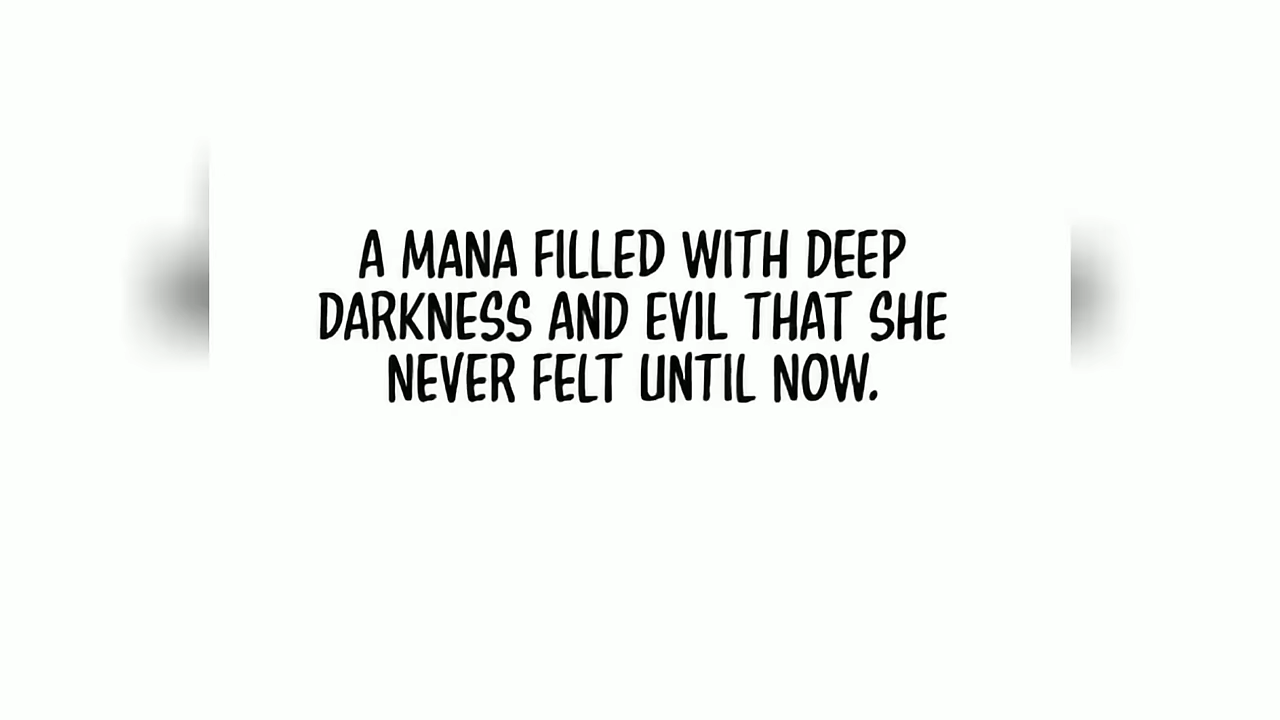 A MANA FILLED WITH DEEP
DARKNESS AND EVIL THAT SHE
NEVER FELT UNTIL NOW.